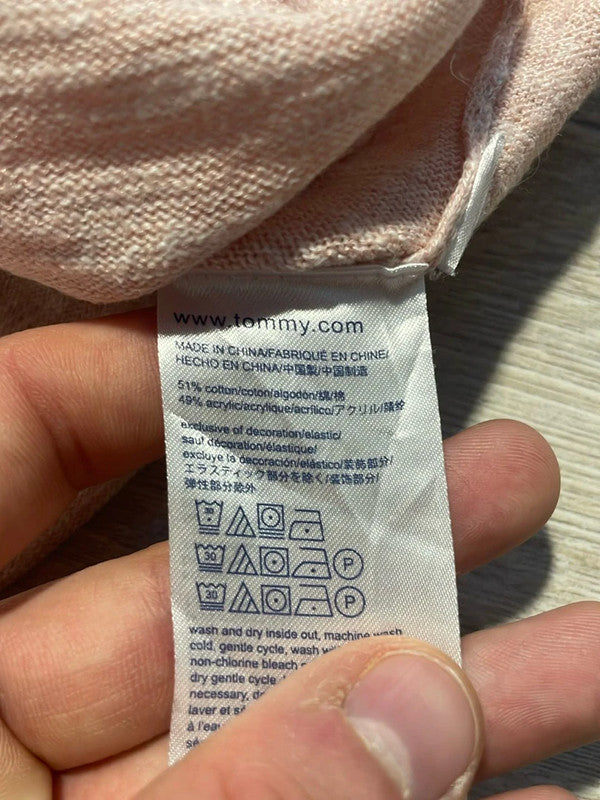 www.tommy.com
MADE IN CHINA/FABRIQUÉ EN CHINE/
HECHO EN CHINA/中国製/中国制造
51% cotton/coton/algodón/綿/棉
49% acrylic/acrylique/acrílico/アクリル/腈纶
exclusive of decoration/elastic/
sauf décoration/élastique/
excluye la decoración/elástico/装飾部分/
エラスティック部分を除く/装饰部分/
弹性部分除外
30
30 P
30 P
wash and dry inside out, machine wash
cold, gentle cycle, wash
non-chlorine bleach
dry gentle cycle
necessary,
laver et
à l'eau